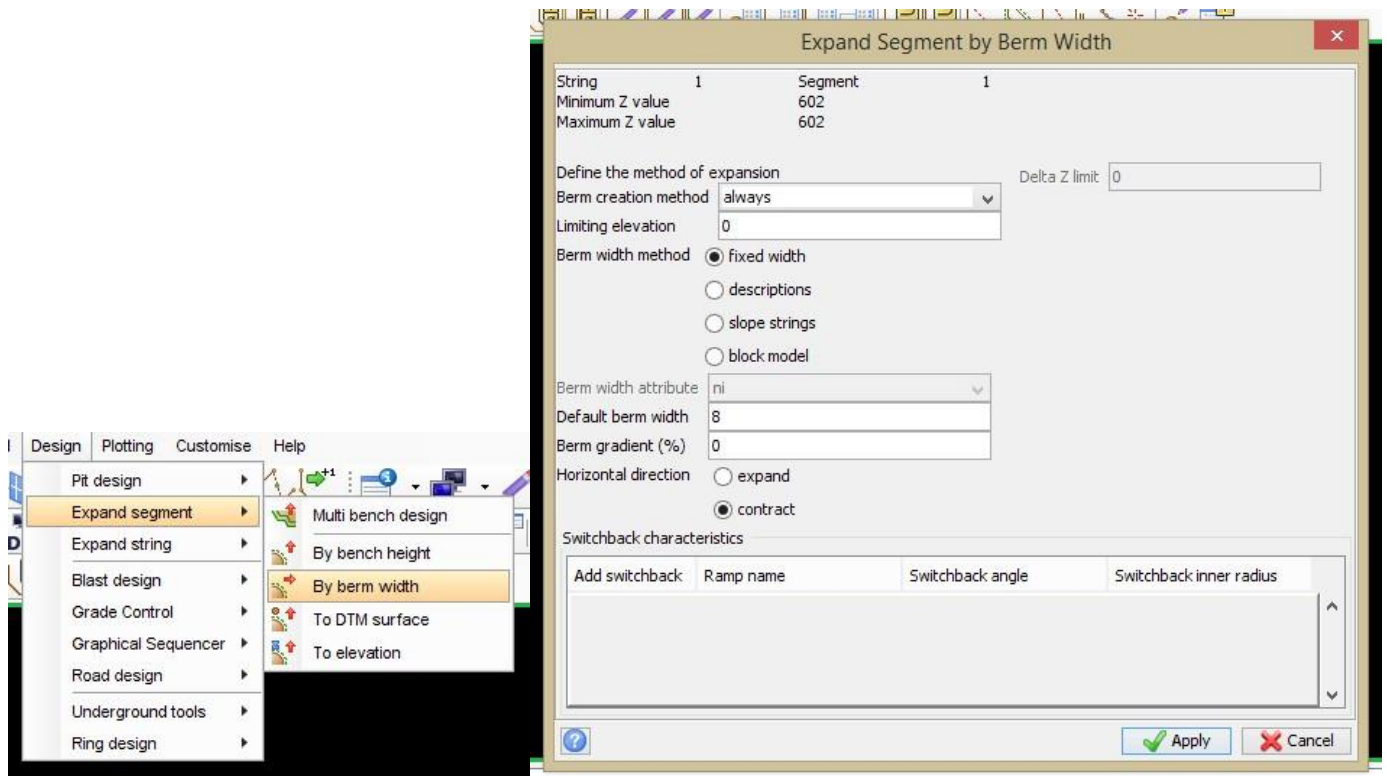 Design Plotting Customise Help
Pit design
Expand segment
Expand string
Blast design
Grade Control
Graphical Sequencer
Road design
Underground tools
Ring design
+1
Multi bench design
By bench height
By berm width
To DTM surface
To elevation
Expand Segment by Berm Width
String 1 Segment 1
Minimum Z value 602
Maximum Z value 602
Define the method of expansion
Delta Z limit 0
Berm creation method always
Limiting elevation 0
Berm width method fixed width
descriptions
slope strings
block model
Berm width attribute ni
Default berm width 8
Berm gradient (%) 0
Horizontal direction expand
contract
Switchback characteristics
Add switchback Ramp name Switchback angle Switchback inner radius
Apply Cancel